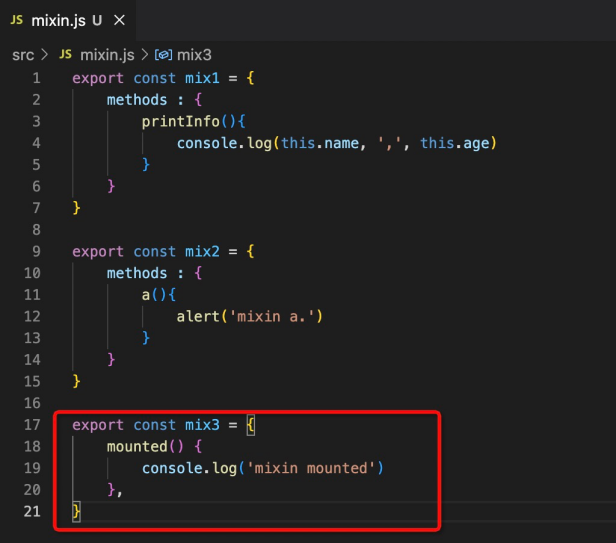 JS mixin.js U ×
src > JS mixin.js > mix3
1 export const mix1 = {
2     methods : {
3         printInfo(){
4             console.log(this.name, ',', this.age)
5         }
6     }
7 }
8
9 export const mix2 = {
10     methods : {
11         a(){
12             alert('mixin a.')
13         }
14     }
15 }
16
17 export const mix3 = {
18     mounted() {
19         console.log('mixin mounted')
20     },
21 }